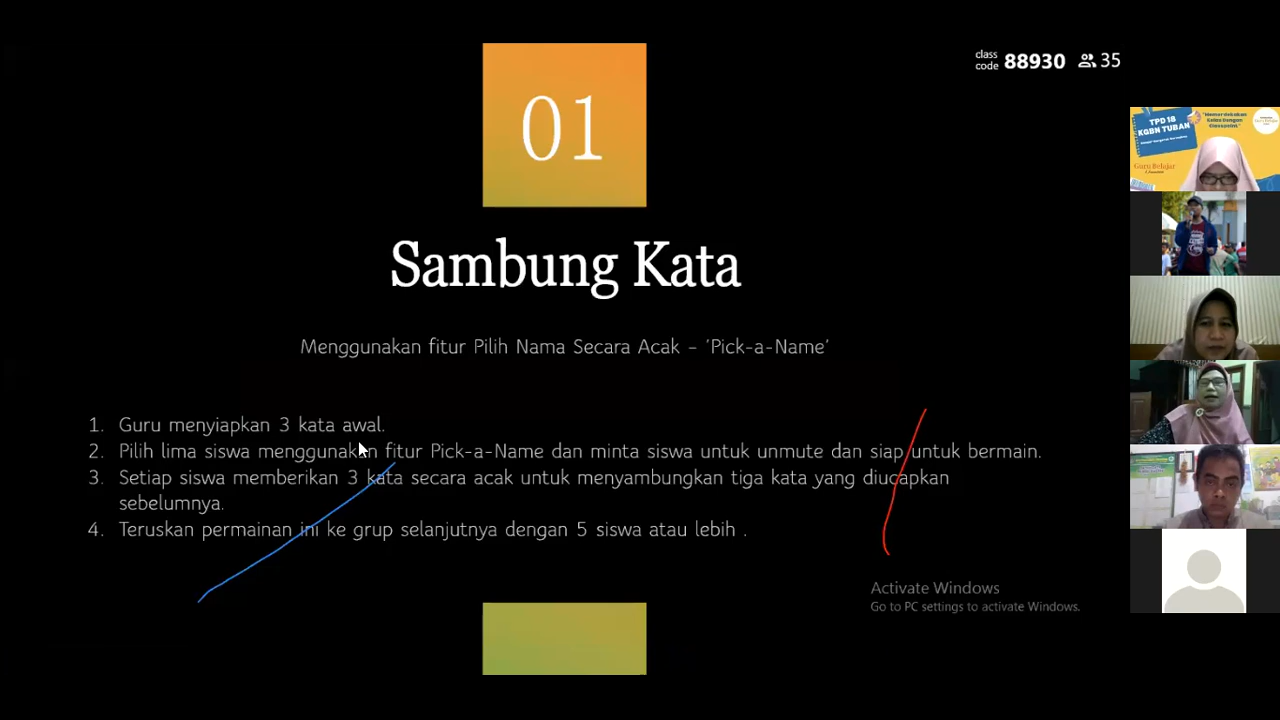 01
class
code 88930 35
Sambung Kata
Menggunakan fitur Pilih Nama Secara Acak – 'Pick-a-Name'
1. Guru menyiapkan 3 kata awal.
2. Pilih lima siswa menggunakan fitur Pick-a-Name dan minta siswa untuk unmute dan siap untuk bermain.
3. Setiap siswa memberikan 3 kata secara acak untuk menyambungkan tiga kata yang diucapkan
sebelumnya.
4. Teruskan permainan ini ke grup selanjutnya dengan 5 siswa atau lebih .
Activate Windows
Go to PC settings to activate Windows.
TPD 18
KGBN TUBAN
Guru Belajar